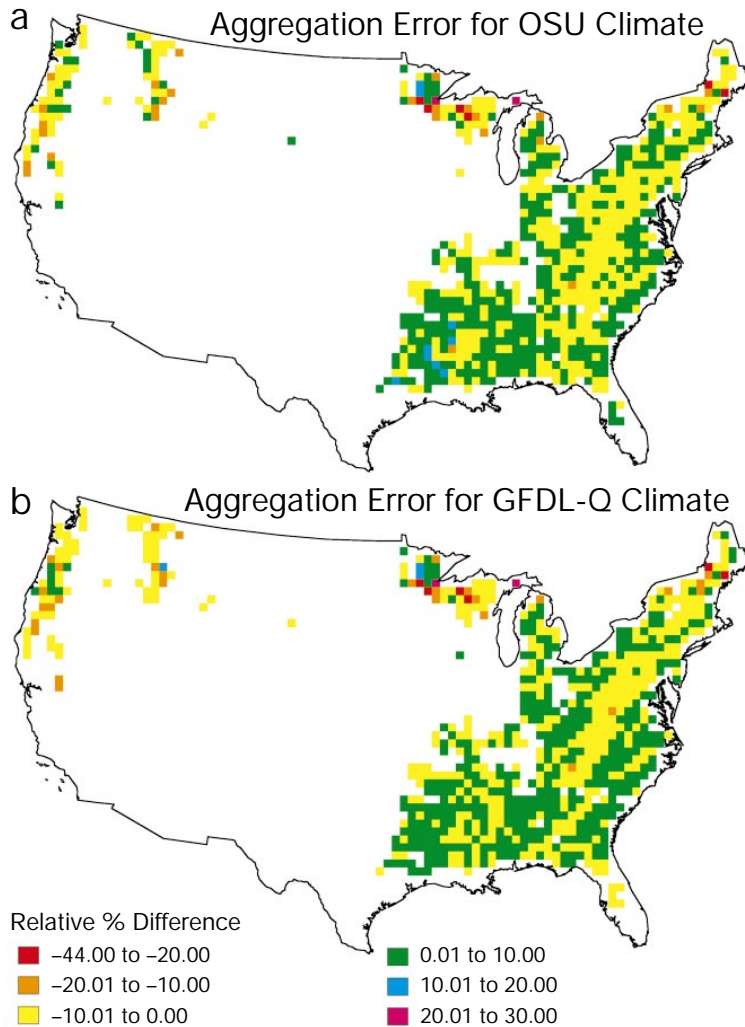 a
Aggregation Error for OSU Climate
b
Aggregation Error for GFDL-Q Climate
Relative % Difference
–44.00 to –20.00
–20.01 to –10.00
–10.01 to 0.00
0.01 to 10.00
10.01 to 20.00
20.01 to 30.00